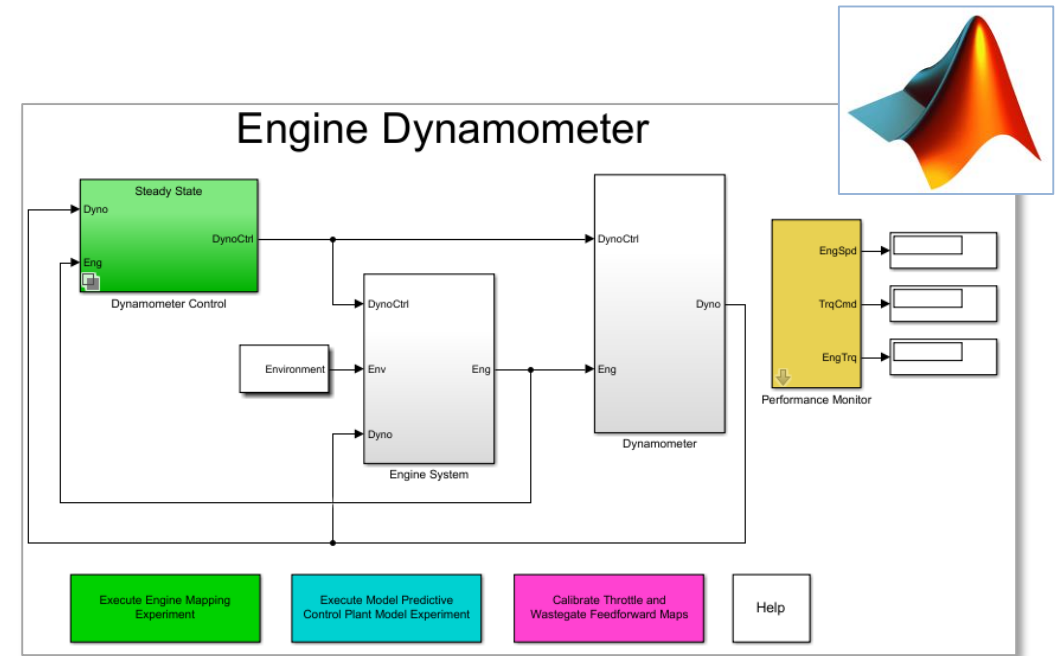 Engine Dynamometer
Steady State
Dyno
DynoCtrl
Eng
Dynamometer Control
DynoCtrl
Env
Eng
Dyno
Engine System
Environment
DynoCtrl
Dyno
Eng
Dynamometer
EngSpd
TrqCmd
EngTrq
Performance Monitor
Execute Engine Mapping
Experiment
Execute Model Predictive
Control Plant Model Experiment
Calibrate Throttle and
Wastegate Feedforward Maps
Help